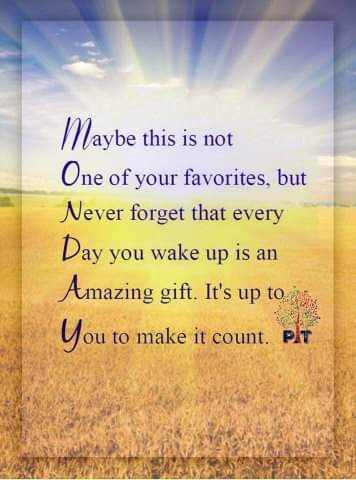 Maybe this is not
One of your favorites, but
Never forget that every
Day you wake up is an
Amazing gift. It's up to
You to make it count.
PIT